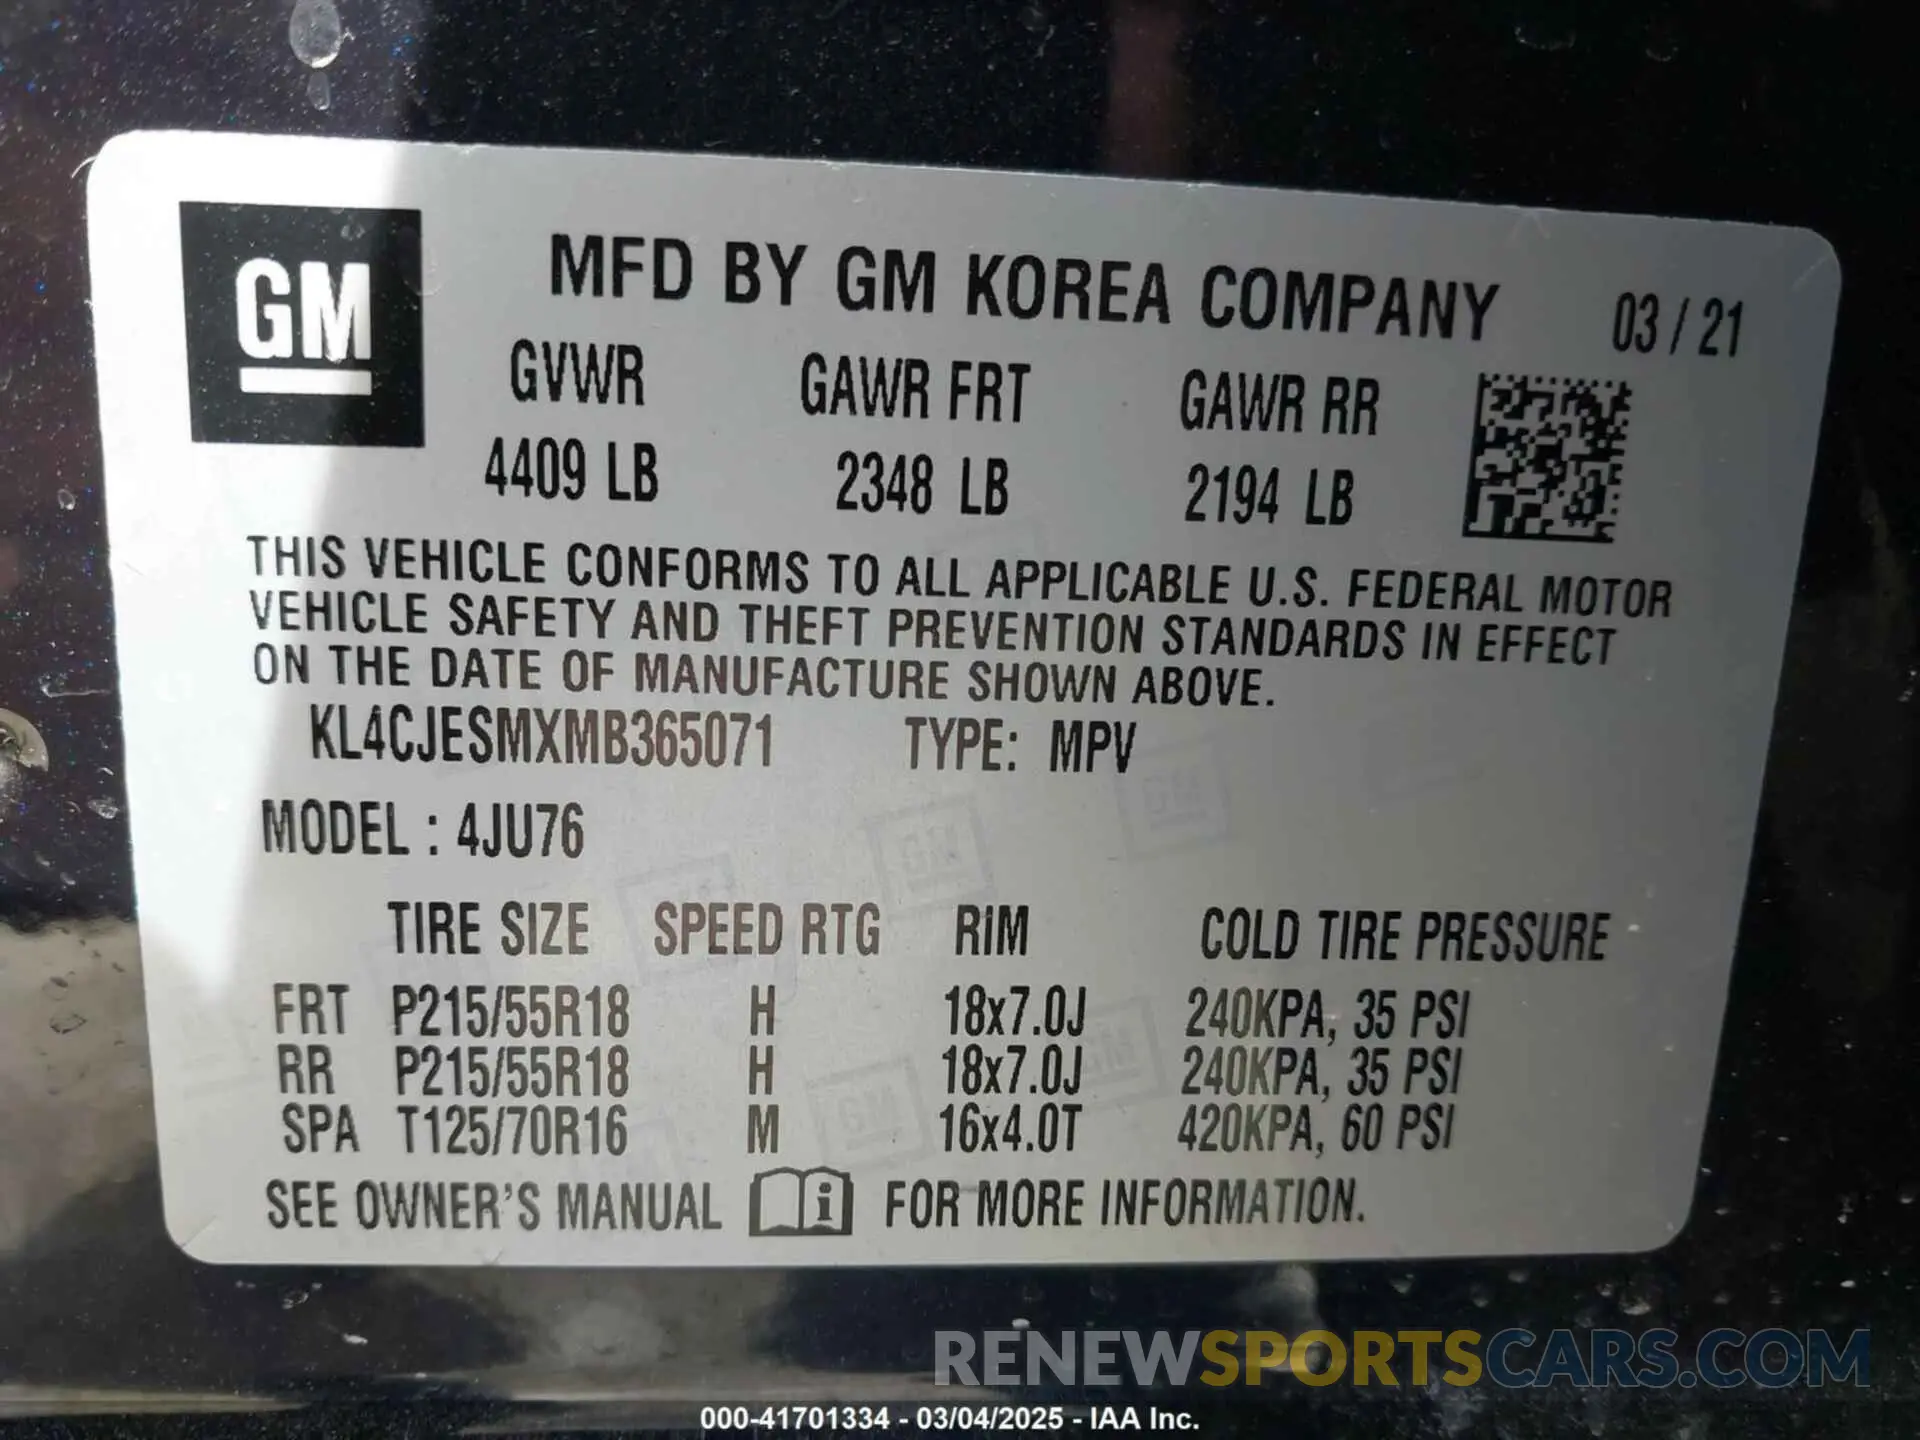 GM
MFD BY GM KOREA COMPANY 03 / 21
GVWR GAWR FRT GAWR RR
4409 LB 2348 LB 2194 LB
THIS VEHICLE CONFORMS TO ALL APPLICABLE U.S. FEDERAL MOTOR
VEHICLE SAFETY AND THEFT PREVENTION STANDARDS IN EFFECT
ON THE DATE OF MANUFACTURE SHOWN ABOVE.
KL4CJESMXMB365071 TYPE: MPV
MODEL : 4JU76
TIRE SIZE SPEED RTG RIM COLD TIRE PRESSURE
FRT P215/55R18 H 18x7.0J 240KPA, 35 PSI
RR P215/55R18 H 18x7.0J 240KPA, 35 PSI
SPA T125/70R16 M 16x4.0T 420KPA, 60 PSI
SEE OWNER'S MANUAL i FOR MORE INFORMATION.
RENEWSPORTSCARS.COM
000-41701334 - 03/04/2025 - IAA Inc.